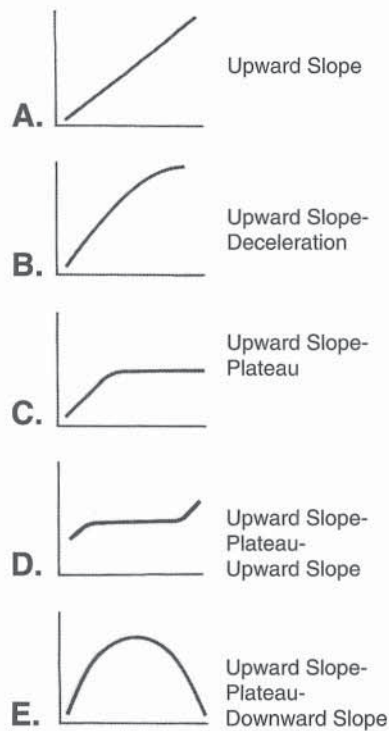 A.
Upward Slope
B.
Upward Slope-
Deceleration
C.
Upward Slope-
Plateau
D.
Upward Slope-
Plateau-
Upward Slope
E.
Upward Slope-
Plateau-
Downward Slope